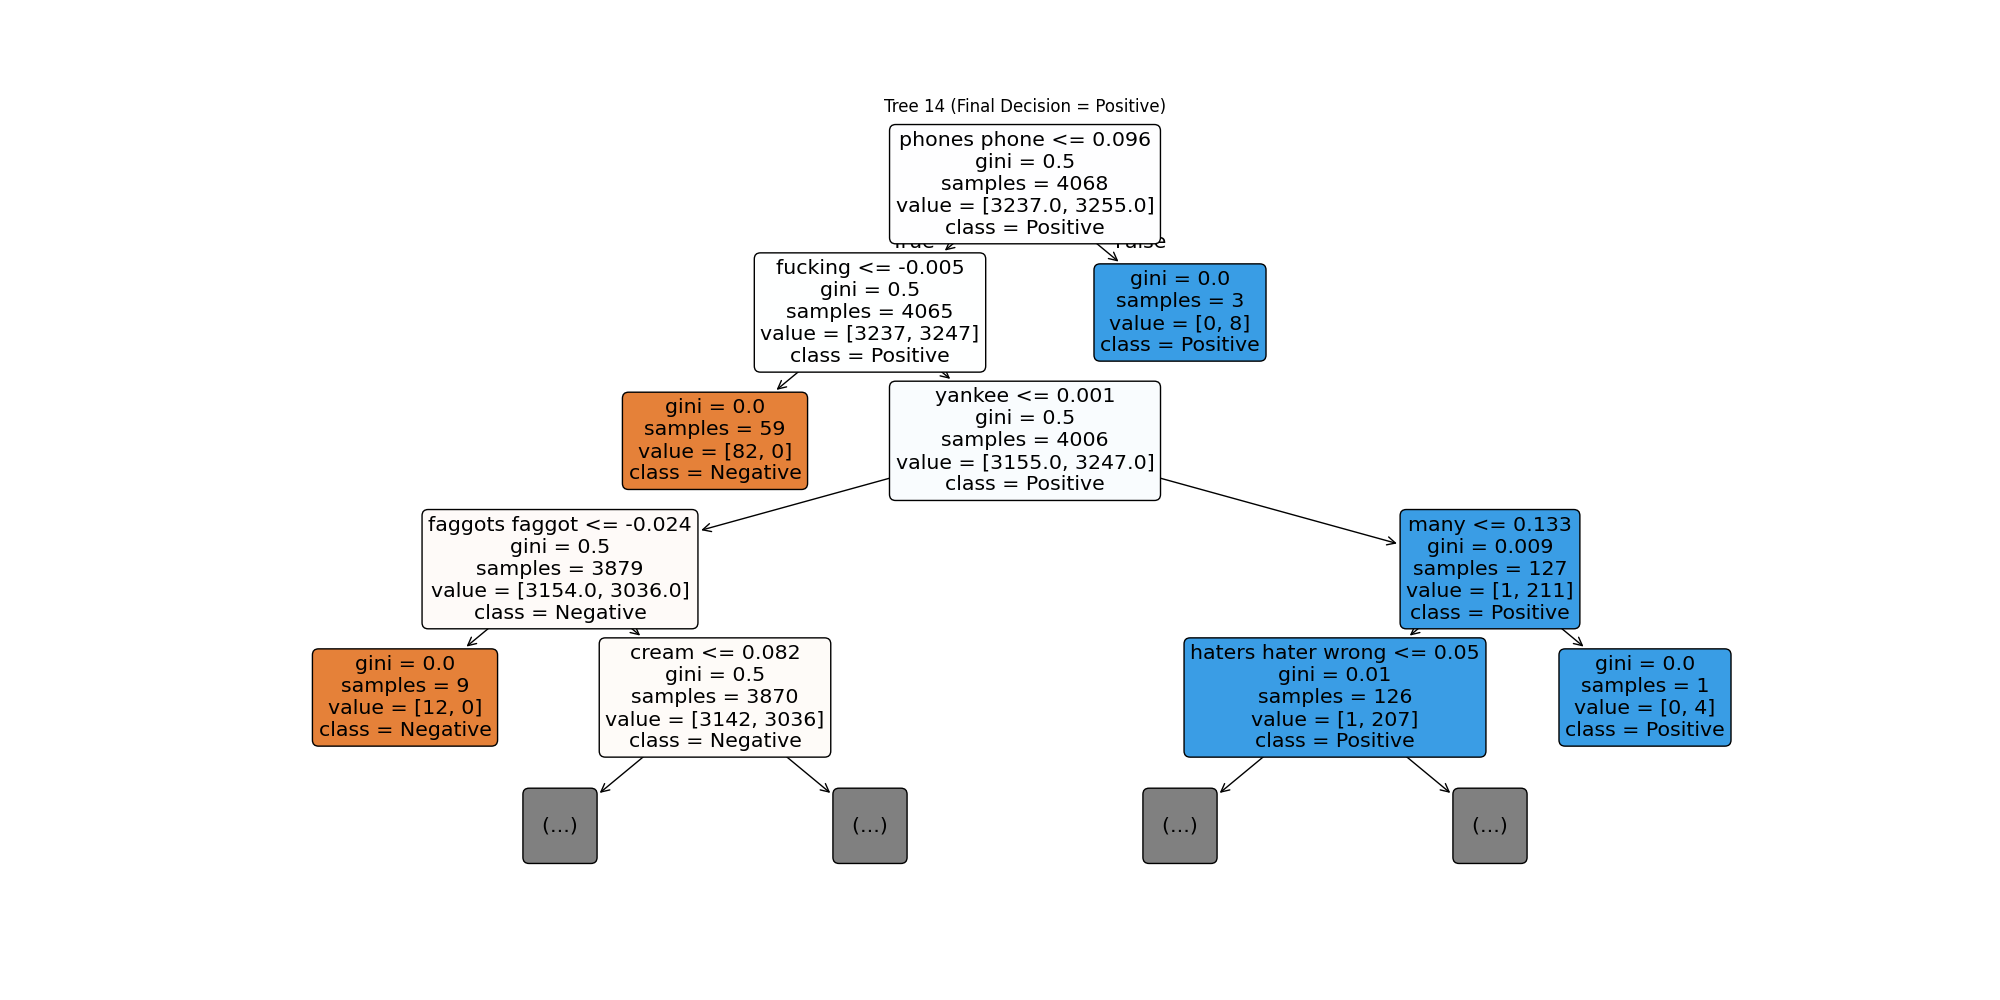 Tree 14 (Final Decision = Positive)
phones phone <= 0.096
gini = 0.5
samples = 4068
value = [3237.0, 3255.0]
class = Positive
True
False
fucking <= -0.005
gini = 0.5
samples = 4065
value = [3237, 3247]
class = Positive
gini = 0.0
samples = 3
value = [0, 8]
class = Positive
gini = 0.0
samples = 59
value = [82, 0]
class = Negative
yankee <= 0.001
gini = 0.5
samples = 4006
value = [3155.0, 3247.0]
class = Positive
faggots faggot <= -0.024
gini = 0.5
samples = 3879
value = [3154.0, 3036.0]
class = Negative
many <= 0.133
gini = 0.009
samples = 127
value = [1, 211]
class = Positive
gini = 0.0
samples = 9
value = [12, 0]
class = Negative
cream <= 0.082
gini = 0.5
samples = 3870
value = [3142, 3036]
class = Negative
haters hater wrong <= 0.05
gini = 0.01
samples = 126
value = [1, 207]
class = Positive
gini = 0.0
samples = 1
value = [0, 4]
class = Positive
(...)
(...)
(...)
(...)